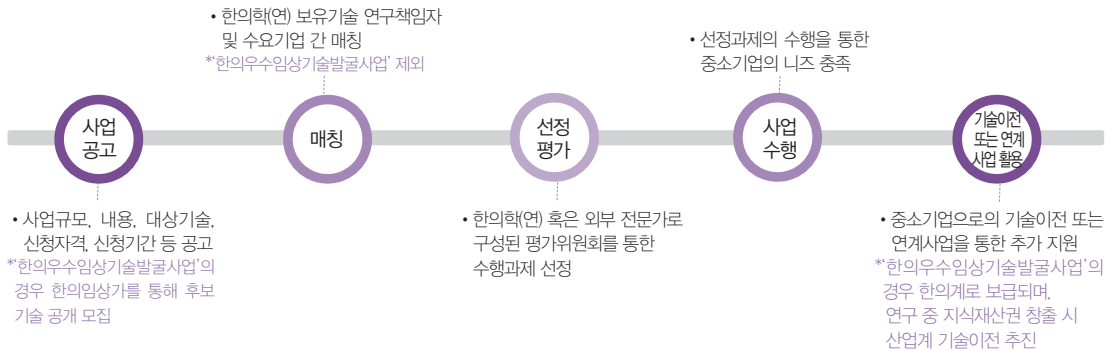 사업
공고
• 사업규모, 내용, 대상기술,
신청자격, 신청기간 등 공고
*‘한의우수임상기술발굴사업’의
경우 한의임상가를 통해 후보
기술 공개 모집
• 한의학(연) 보유기술 연구책임자
및 수요기업 간 매칭
*‘한의우수임상기술발굴사업’ 제외
매칭
선정
평가
• 한의학(연) 혹은 외부 전문가로
구성된 평가위원회를 통한
수행과제 선정
• 선정과제의 수행을 통한
중소기업의 니즈 충족
사업
수행
기술이전
또는 연계
사업 활용
• 중소기업으로의 기술이전 또는
연계사업을 통한 추가 지원
*‘한의우수임상기술발굴사업’의
경우 한의계로 보급되며,
연구 중 지식재산권 창출 시
산업계 기술이전 추진